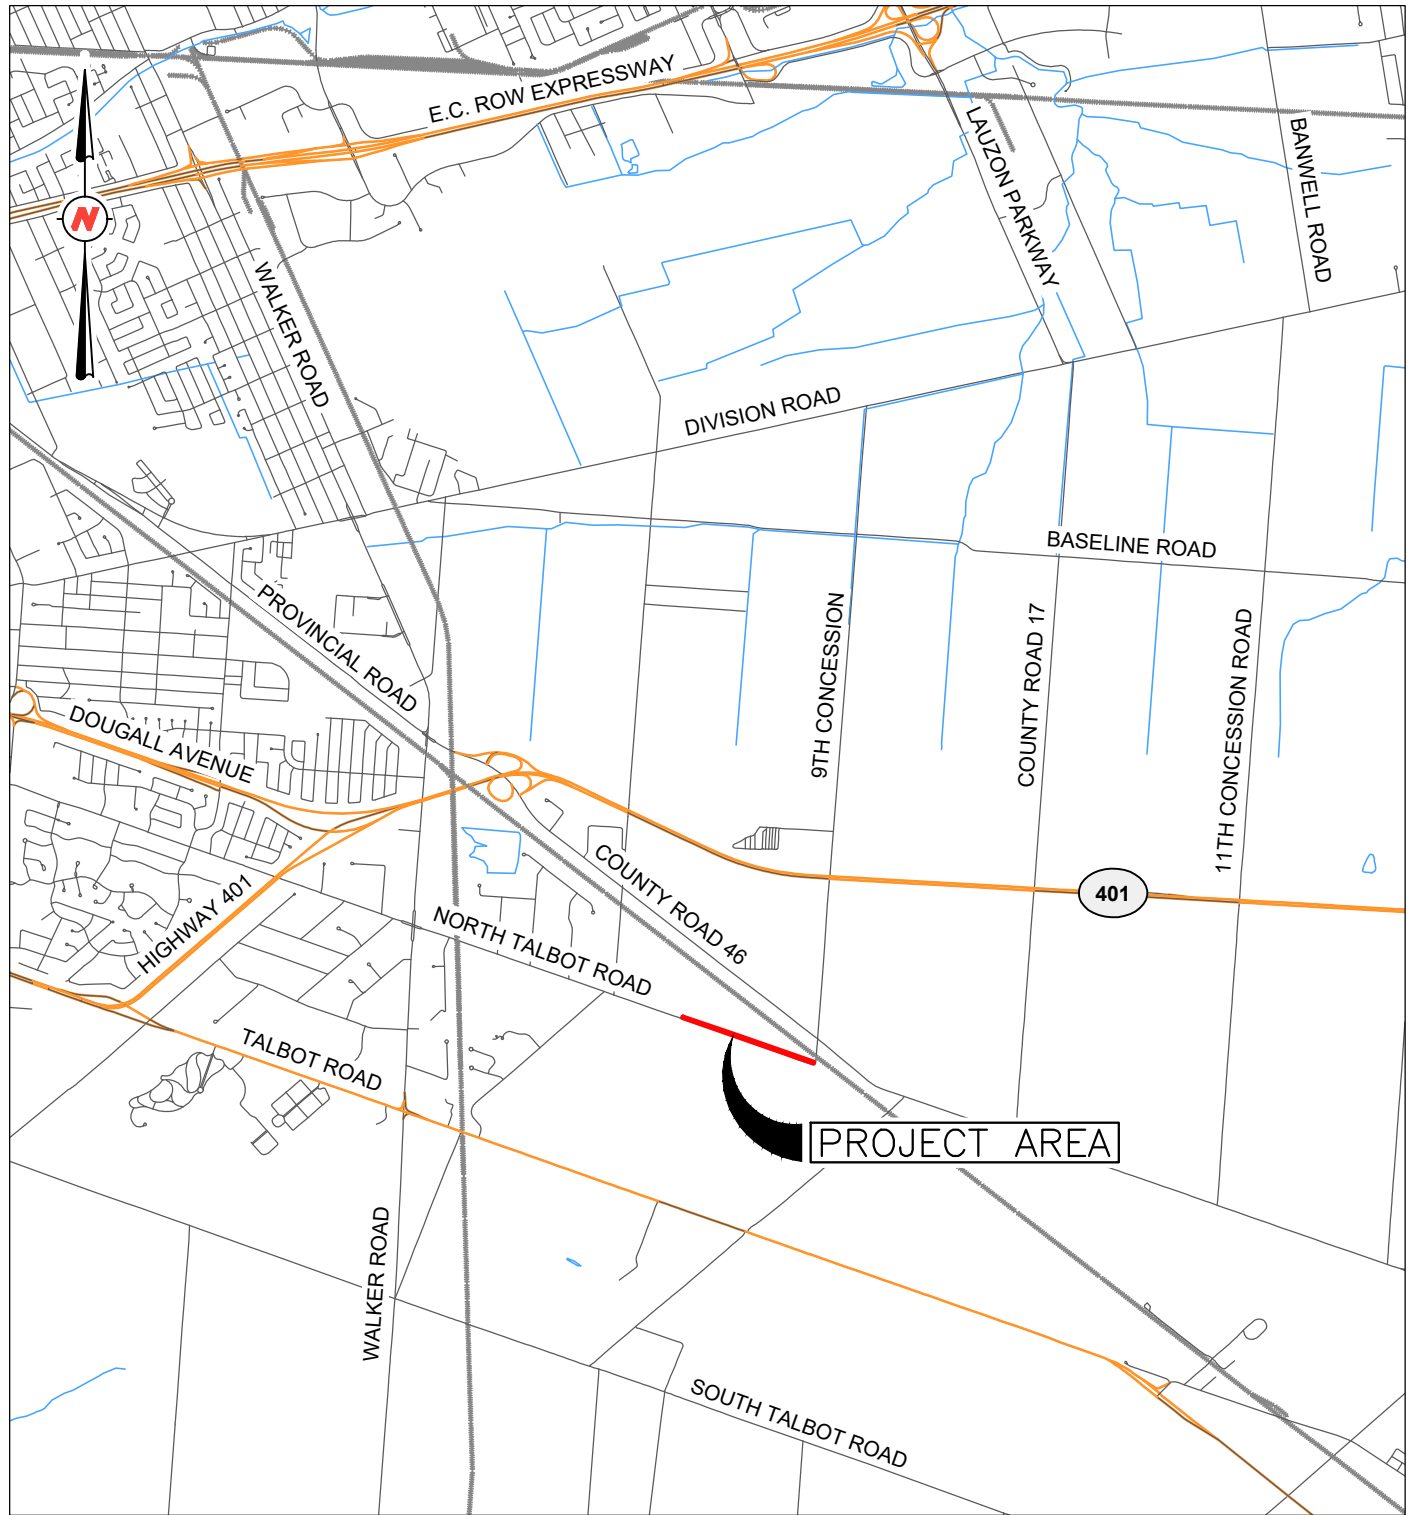 E.C. ROW EXPRESSWAY
LAUZON PARKWAY
BANWELL ROAD
N
WALKER ROAD
DIVISION ROAD
BASELINE ROAD
PROVINCIAL ROAD
9TH CONCESSION
COUNTY ROAD 17
11TH CONCESSION ROAD
DOUGALL AVENUE
COUNTY ROAD 46
401
HIGHWAY 401
NORTH TALBOT ROAD
TALBOT ROAD
PROJECT AREA
WALKER ROAD
SOUTH TALBOT ROAD